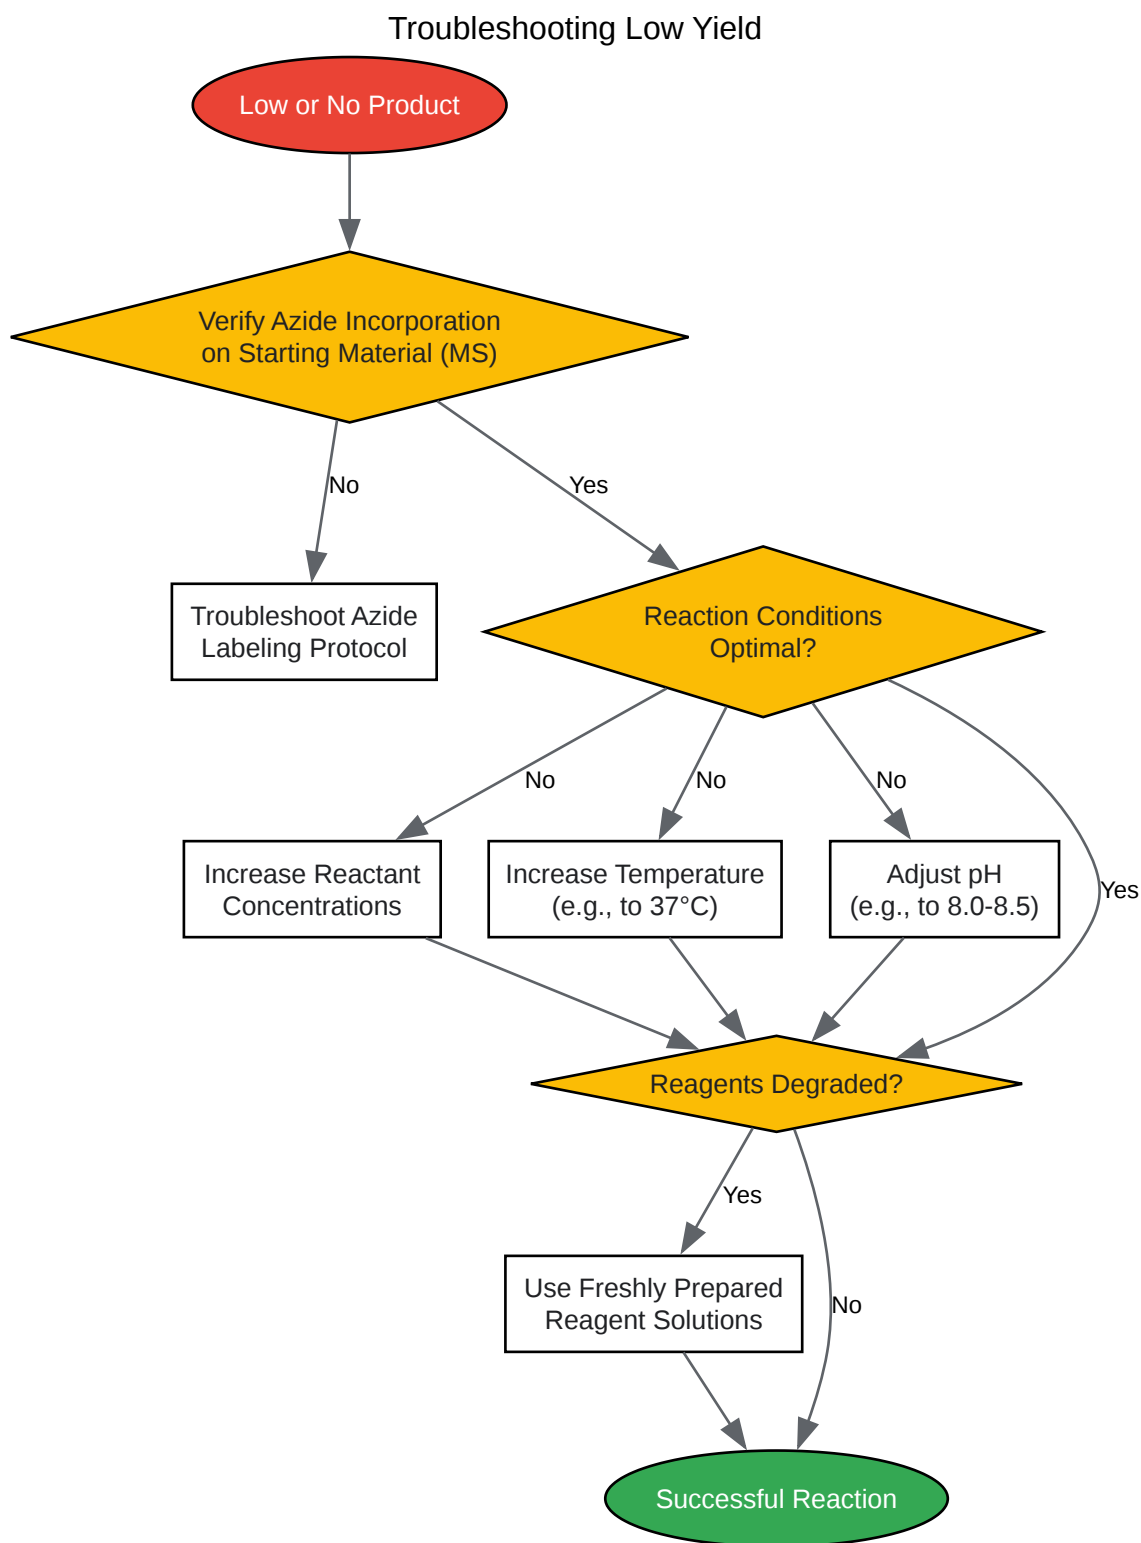 Troubleshooting Low Yield
Low or No Product
Verify Azide Incorporation
on Starting Material (MS)
No
Yes
Troubleshoot Azide
Labeling Protocol
Reaction Conditions
Optimal?
No
No
No
Yes
Increase Reactant
Concentrations
Increase Temperature
(e.g., to 37°C)
Adjust pH
(e.g., to 8.0-8.5)
Reagents Degraded?
Yes
No
Use Freshly Prepared
Reagent Solutions
Successful Reaction